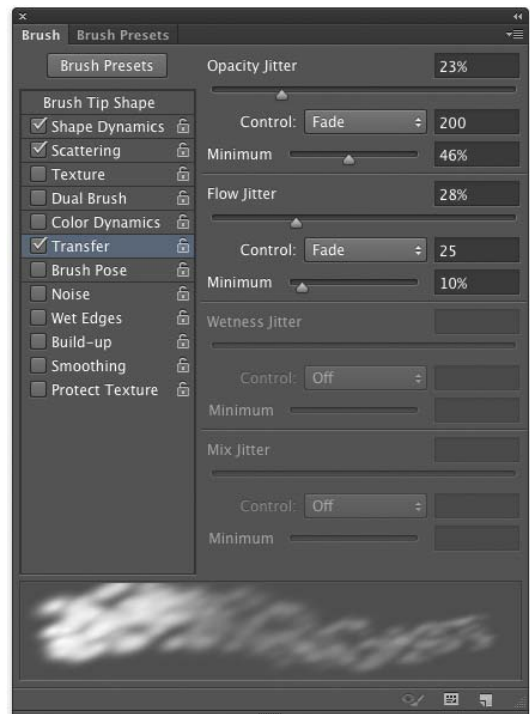 Brush Brush Presets
Brush Presets
Brush Tip Shape
Shape Dynamics
Scattering
Texture
Dual Brush
Color Dynamics
Transfer
Brush Pose
Noise
Wet Edges
Build-up
Smoothing
Protect Texture
Opacity Jitter 23%
Control: Fade 200
Minimum 46%
Flow Jitter 28%
Control: Fade 25
Minimum 10%
Wetness Jitter
Control: Off
Minimum
Mix Jitter
Control: Off
Minimum